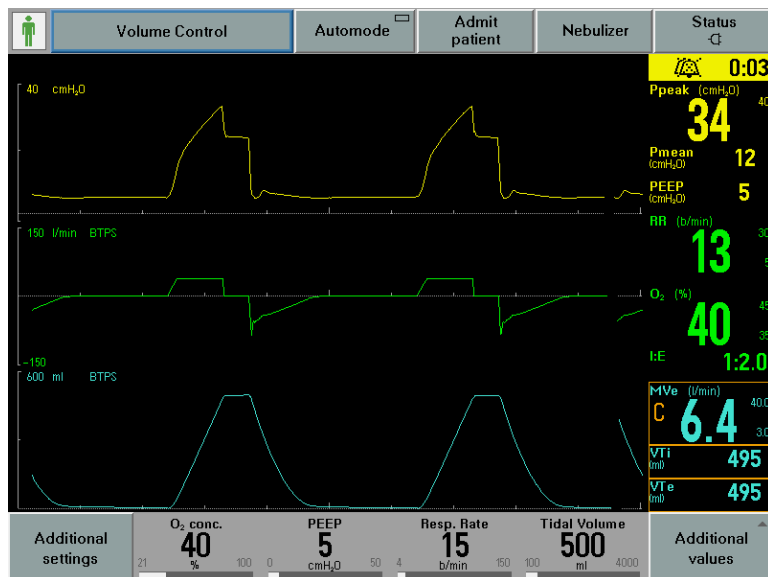 Volume Control
Automode
Admit
patient
Nebulizer
Status
0:03
40 cmH₂O
Ppeak (cmH₂O)
40
34
Pmean
(cmH₂O)
12
PEEP
(cmH₂O)
5
150 l/min BTPS
-150
RR (b/min)
30
13
5
O₂ (%)
45
40
35
I:E
1:2.0
600 ml BTPS
MVe (l/min)
C
6.4
40.0
3.0
VTi
(ml)
495
VTe
(ml)
495
Additional
settings
O₂ conc.
40
21 % 100
PEEP
5
0 cmH₂O 50
Resp. Rate
15
4 b/min 150
Tidal Volume
500
100 ml 4000
Additional
values